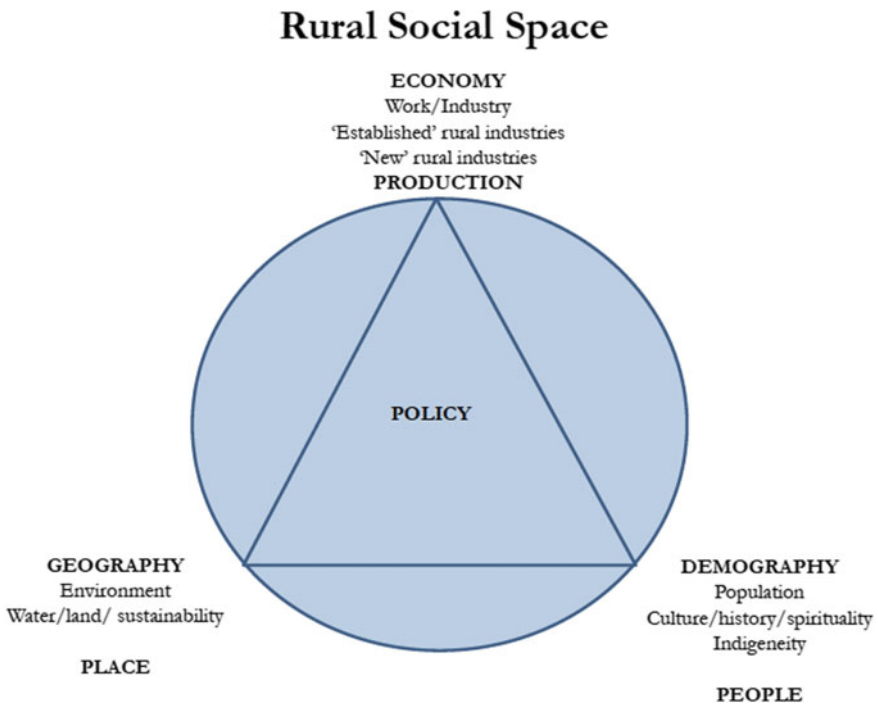 Rural Social Space
ECONOMY
Work/Industry
‘Established’ rural industries
‘New’ rural industries
PRODUCTION
POLICY
GEOGRAPHY
Environment
Water/land/ sustainability
PLACE
DEMOGRAPHY
Population
Culture/history/spirituality
Indigeneity
PEOPLE